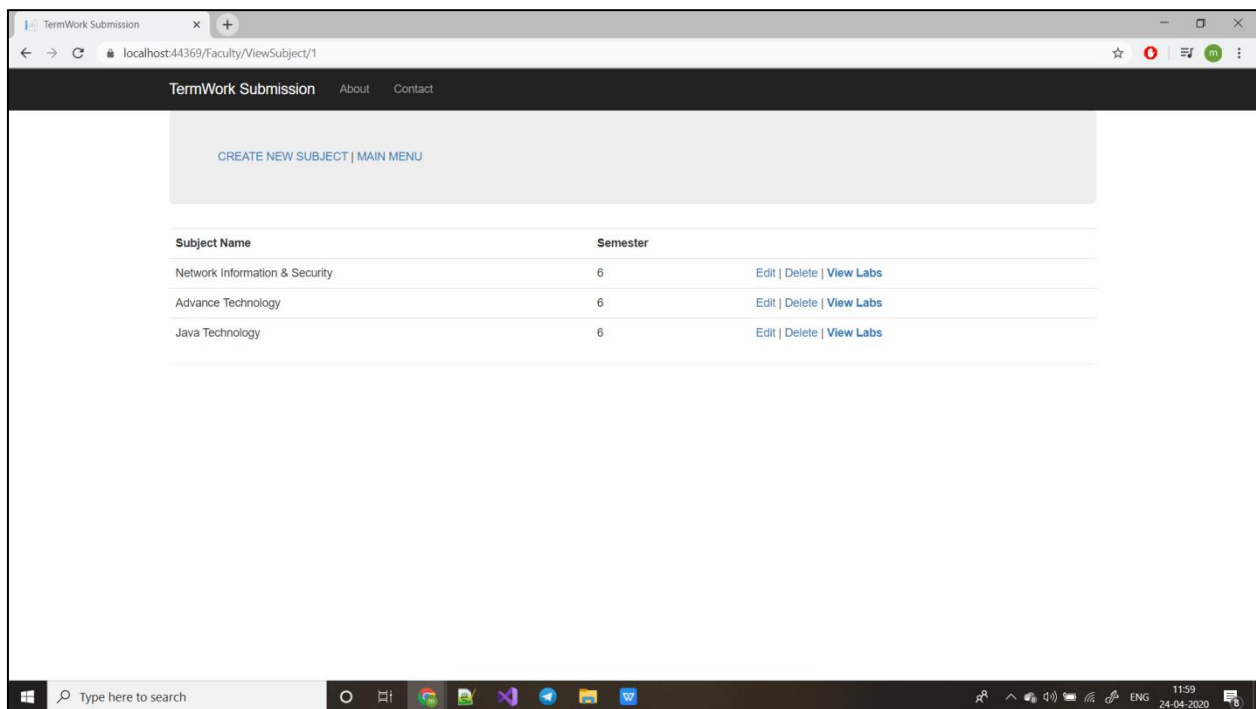 TermWork Submission
localhost:44369/Faculty/ViewSubject/1
m
TermWork Submission About Contact
CREATE NEW SUBJECT | MAIN MENU
Subject Name Semester
Network Information & Security 6 Edit | Delete | View Labs
Advance Technology 6 Edit | Delete | View Labs
Java Technology 6 Edit | Delete | View Labs
Type here to search
ENG
11:59
24-04-2020
8